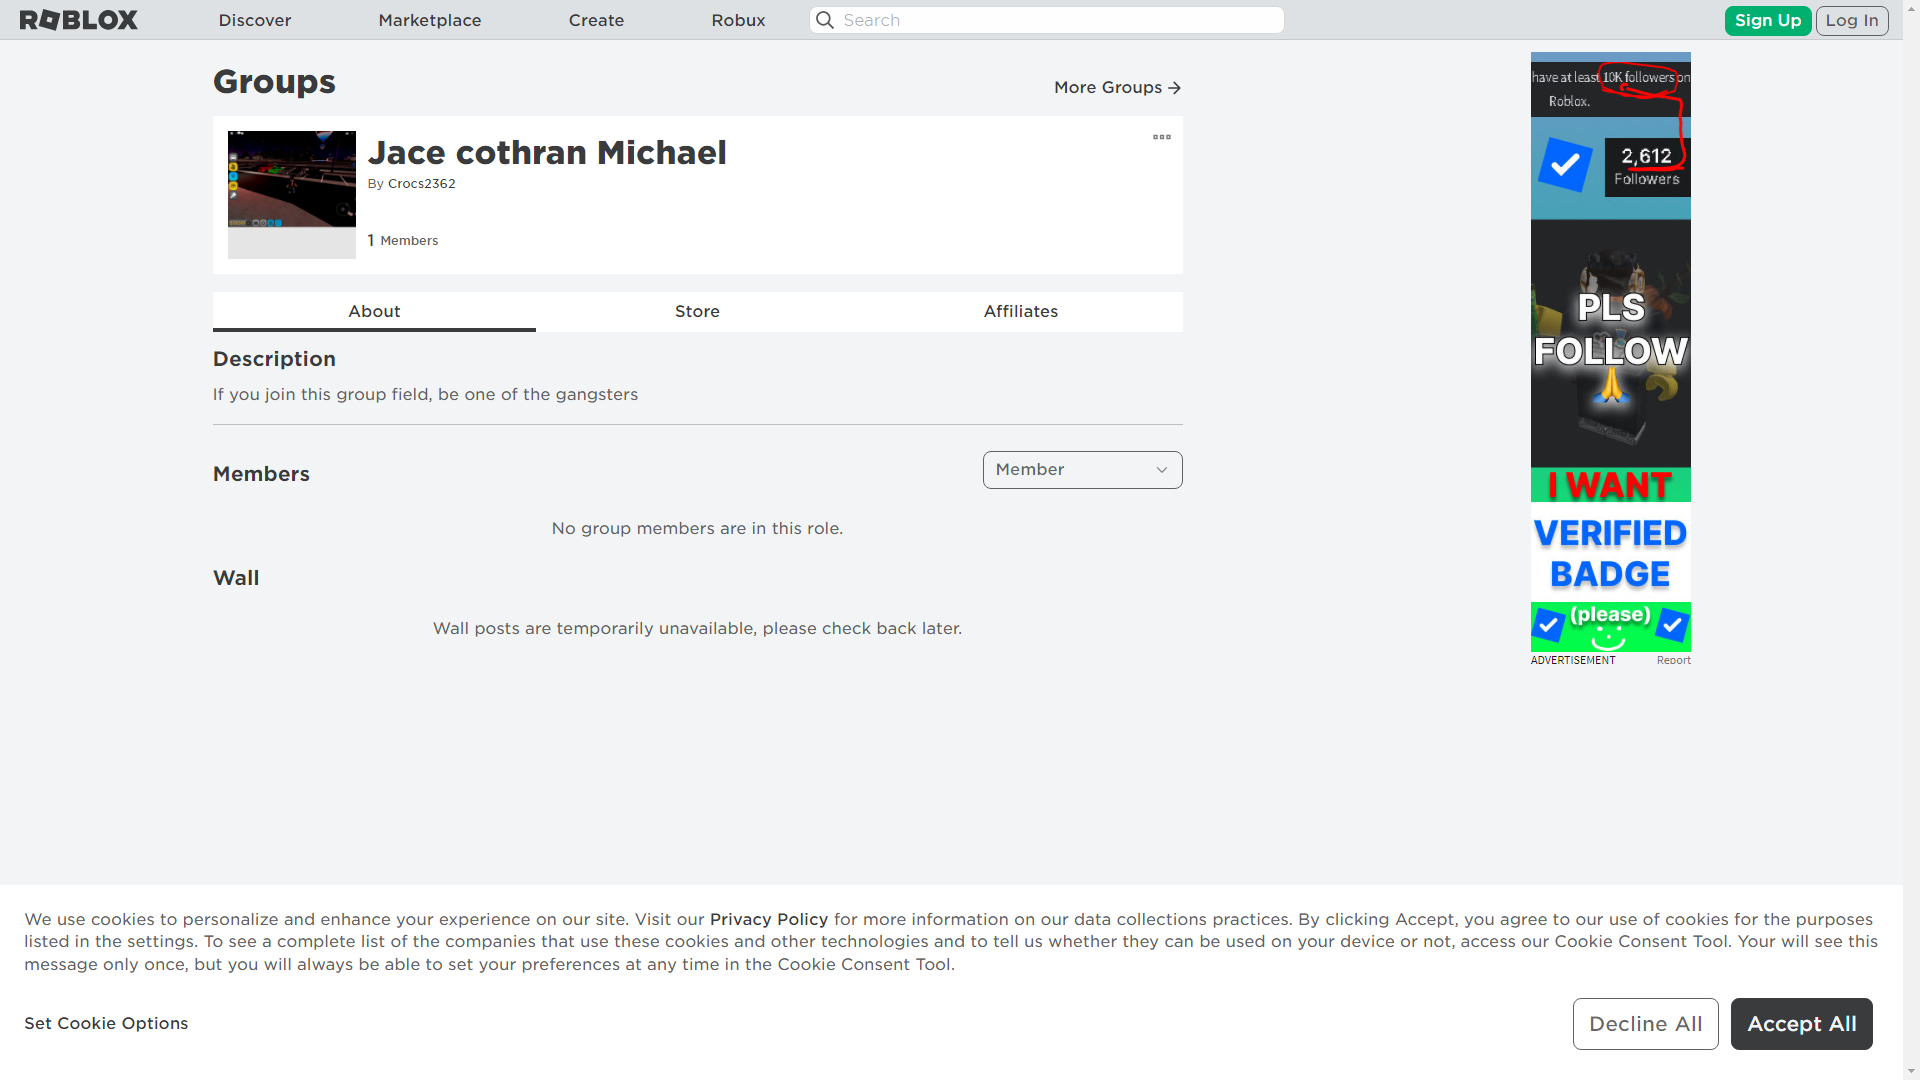 ROBLOX
Discover
Marketplace
Create
Robux
Search
Sign Up
Log In
Groups
More Groups
Jace cothran Michael
By Crocs2362
1 Members
About
Store
Affiliates
Description
If you join this group field, be one of the gangsters
Members
Member
No group members are in this role.
Wall
Wall posts are temporarily unavailable, please check back later.
have at least 10K followers on
Roblox.
2,612
Followers
PLS
FOLLOW
I WANT
VERIFIED
BADGE
(please)
ADVERTISEMENT
Report
We use cookies to personalize and enhance your experience on our site. Visit our Privacy Policy for more information on our data collections practices. By clicking Accept, you agree to our use of cookies for the purposes
listed in the settings. To see a complete list of the companies that use these cookies and other technologies and to tell us whether they can be used on your device or not, access our Cookie Consent Tool. Your will see this
message only once, but you will always be able to set your preferences at any time in the Cookie Consent Tool.
Set Cookie Options
Decline All
Accept All